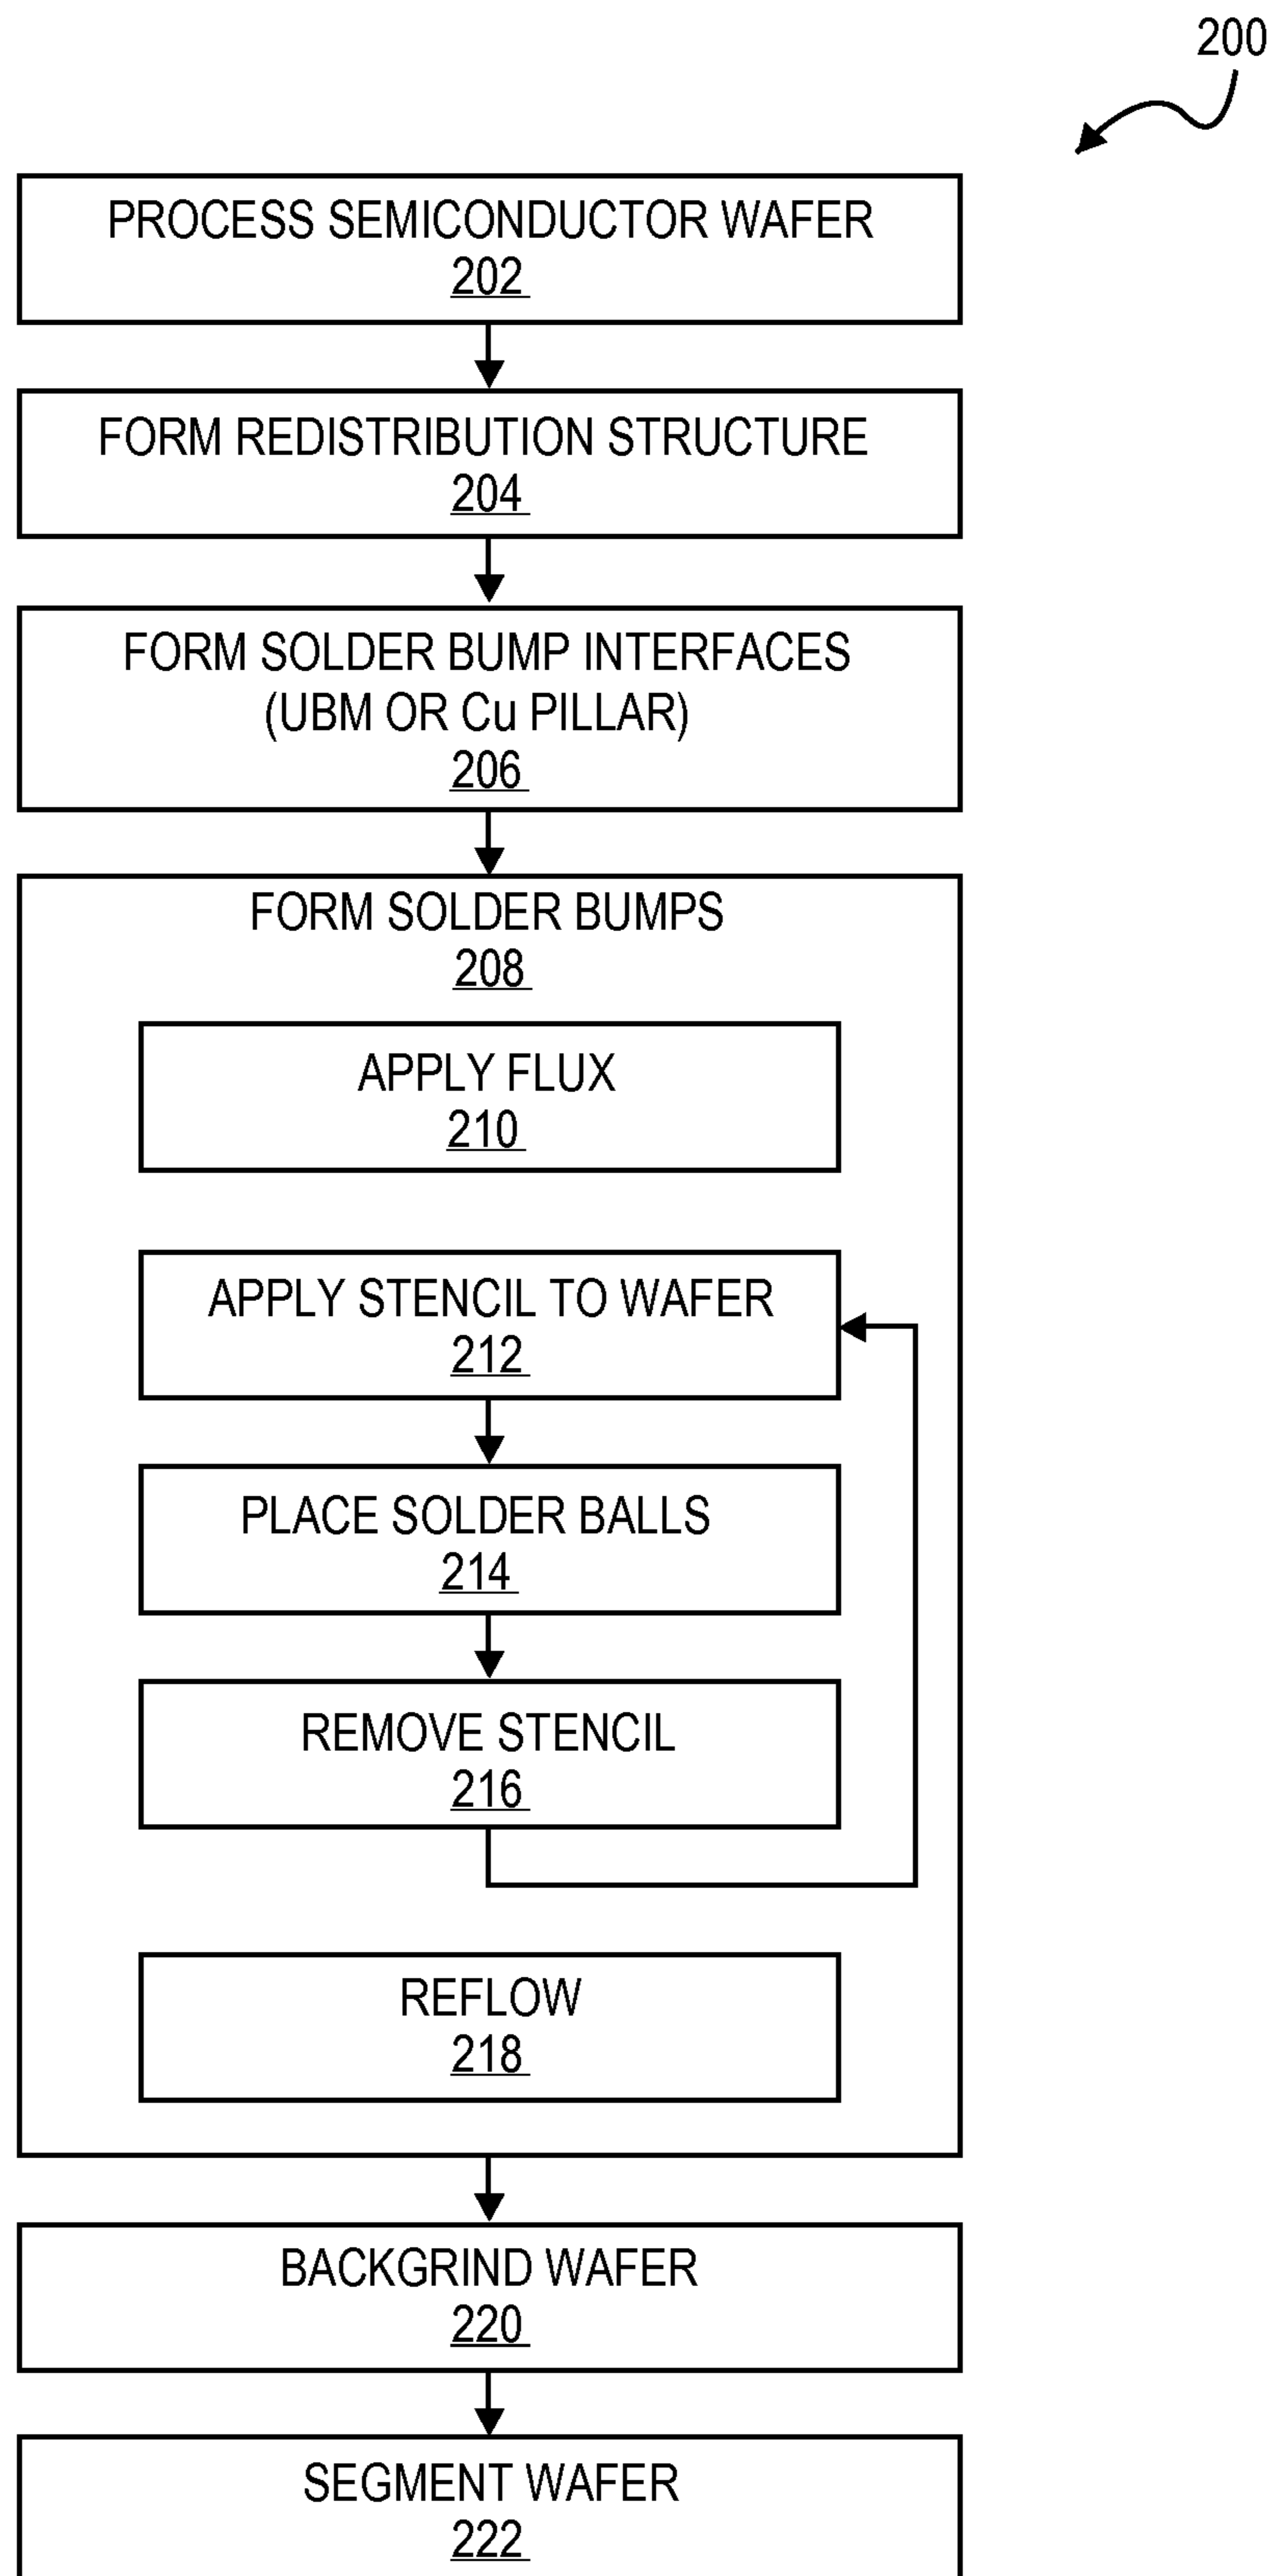 200
PROCESS SEMICONDUCTOR WAFER
202
FORM REDISTRIBUTION STRUCTURE
204
FORM SOLDER BUMP INTERFACES
(UBM OR Cu PILLAR)
206
FORM SOLDER BUMPS
208
APPLY FLUX
210
APPLY STENCIL TO WAFER
212
PLACE SOLDER BALLS
214
REMOVE STENCIL
216
REFLOW
218
BACKGRIND WAFER
220
SEGMENT WAFER
222